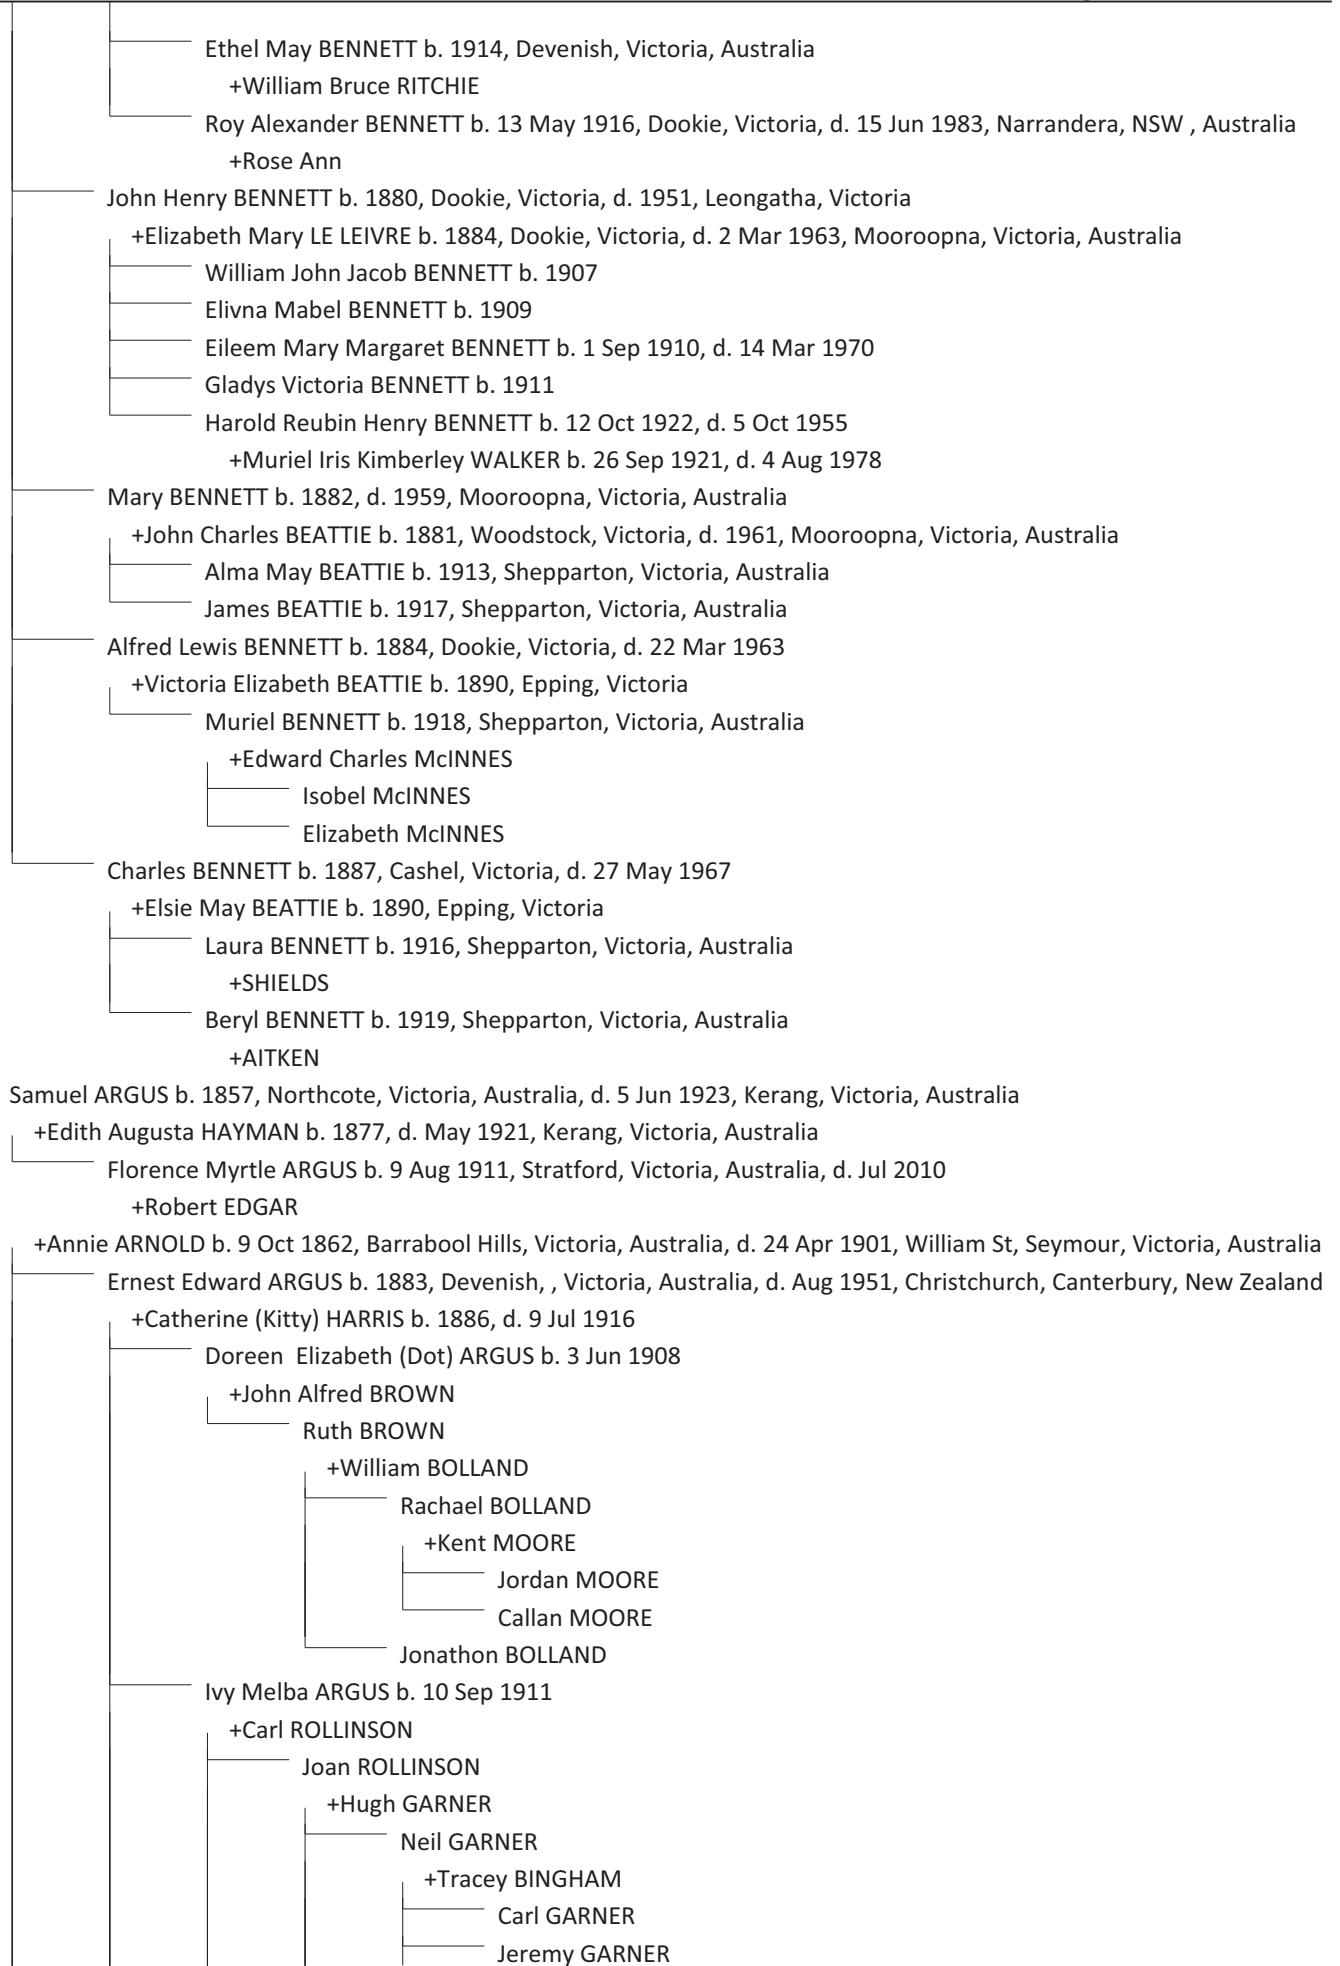 Ethel May BENNETT b. 1914, Devenish, Victoria, Australia
+William Bruce RITCHIE
Roy Alexander BENNETT b. 13 May 1916, Dookie, Victoria, d. 15 Jun 1983, Narrandera, NSW , Australia
+Rose Ann
John Henry BENNETT b. 1880, Dookie, Victoria, d. 1951, Leongatha, Victoria
+Elizabeth Mary LE LEIVRE b. 1884, Dookie, Victoria, d. 2 Mar 1963, Mooroopna, Victoria, Australia
William John Jacob BENNETT b. 1907
Elivna Mabel BENNETT b. 1909
Eileem Mary Margaret BENNETT b. 1 Sep 1910, d. 14 Mar 1970
Gladys Victoria BENNETT b. 1911
Harold Reubin Henry BENNETT b. 12 Oct 1922, d. 5 Oct 1955
+Muriel Iris Kimberley WALKER b. 26 Sep 1921, d. 4 Aug 1978
Mary BENNETT b. 1882, d. 1959, Mooroopna, Victoria, Australia
+John Charles BEATTIE b. 1881, Woodstock, Victoria, d. 1961, Mooroopna, Victoria, Australia
Alma May BEATTIE b. 1913, Shepparton, Victoria, Australia
James BEATTIE b. 1917, Shepparton, Victoria, Australia
Alfred Lewis BENNETT b. 1884, Dookie, Victoria, d. 22 Mar 1963
+Victoria Elizabeth BEATTIE b. 1890, Epping, Victoria
Muriel BENNETT b. 1918, Shepparton, Victoria, Australia
+Edward Charles McINNES
Isobel McINNES
Elizabeth McINNES
Charles BENNETT b. 1887, Cashel, Victoria, d. 27 May 1967
+Elsie May BEATTIE b. 1890, Epping, Victoria
Laura BENNETT b. 1916, Shepparton, Victoria, Australia
+SHIELDS
Beryl BENNETT b. 1919, Shepparton, Victoria, Australia
+AITKEN
Samuel ARGUS b. 1857, Northcote, Victoria, Australia, d. 5 Jun 1923, Kerang, Victoria, Australia
+Edith Augusta HAYMAN b. 1877, d. May 1921, Kerang, Victoria, Australia
Florence Myrtle ARGUS b. 9 Aug 1911, Stratford, Victoria, Australia, d. Jul 2010
+Robert EDGAR
+Annie ARNOLD b. 9 Oct 1862, Barrabool Hills, Victoria, Australia, d. 24 Apr 1901, William St, Seymour, Victoria, Australia
Ernest Edward ARGUS b. 1883, Devenish, , Victoria, Australia, d. Aug 1951, Christchurch, Canterbury, New Zealand
+Catherine (Kitty) HARRIS b. 1886, d. 9 Jul 1916
Doreen  Elizabeth (Dot) ARGUS b. 3 Jun 1908
+John Alfred BROWN
Ruth BROWN
+William BOLLAND
Rachael BOLLAND
+Kent MOORE
Jordan MOORE
Callan MOORE
Jonathon BOLLAND
Ivy Melba ARGUS b. 10 Sep 1911
+Carl ROLLINSON
Joan ROLLINSON
+Hugh GARNER
Neil GARNER
+Tracey BINGHAM
Carl GARNER
Jeremy GARNER